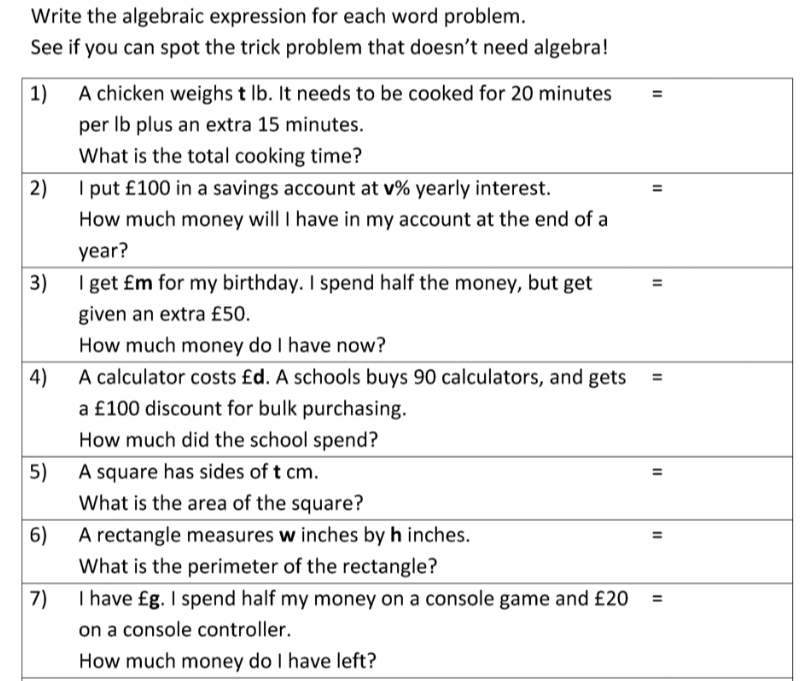 Write the algebraic expression for each word problem.
See if you can spot the trick problem that doesn’t need algebra!
1) A chicken weighs t lb. It needs to be cooked for 20 minutes =
per lb plus an extra 15 minutes.
What is the total cooking time?
2) I put £100 in a savings account at v% yearly interest. =
How much money will I have in my account at the end of a
year?
3) I get £m for my birthday. I spend half the money, but get =
given an extra £50.
How much money do I have now?
4) A calculator costs £d. A schools buys 90 calculators, and gets =
a £100 discount for bulk purchasing.
How much did the school spend?
5) A square has sides of t cm. =
What is the area of the square?
6) A rectangle measures w inches by h inches. =
What is the perimeter of the rectangle?
7) I have £g. I spend half my money on a console game and £20 =
on a console controller.
How much money do I have left?